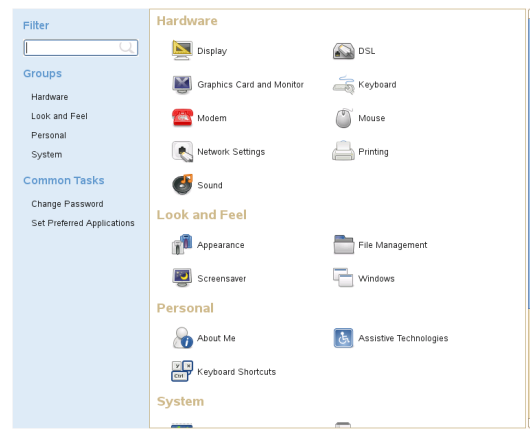 Filter
Groups
Hardware
Look and Feel
Personal
System
Common Tasks
Change Password
Set Preferred Applications
Hardware
Display
DSL
Graphics Card and Monitor
Keyboard
Modem
Mouse
Network Settings
Printing
Sound
Look and Feel
Appearance
File Management
Screensaver
Windows
Personal
About Me
Assistive Technologies
Keyboard Shortcuts
Ctrl
System